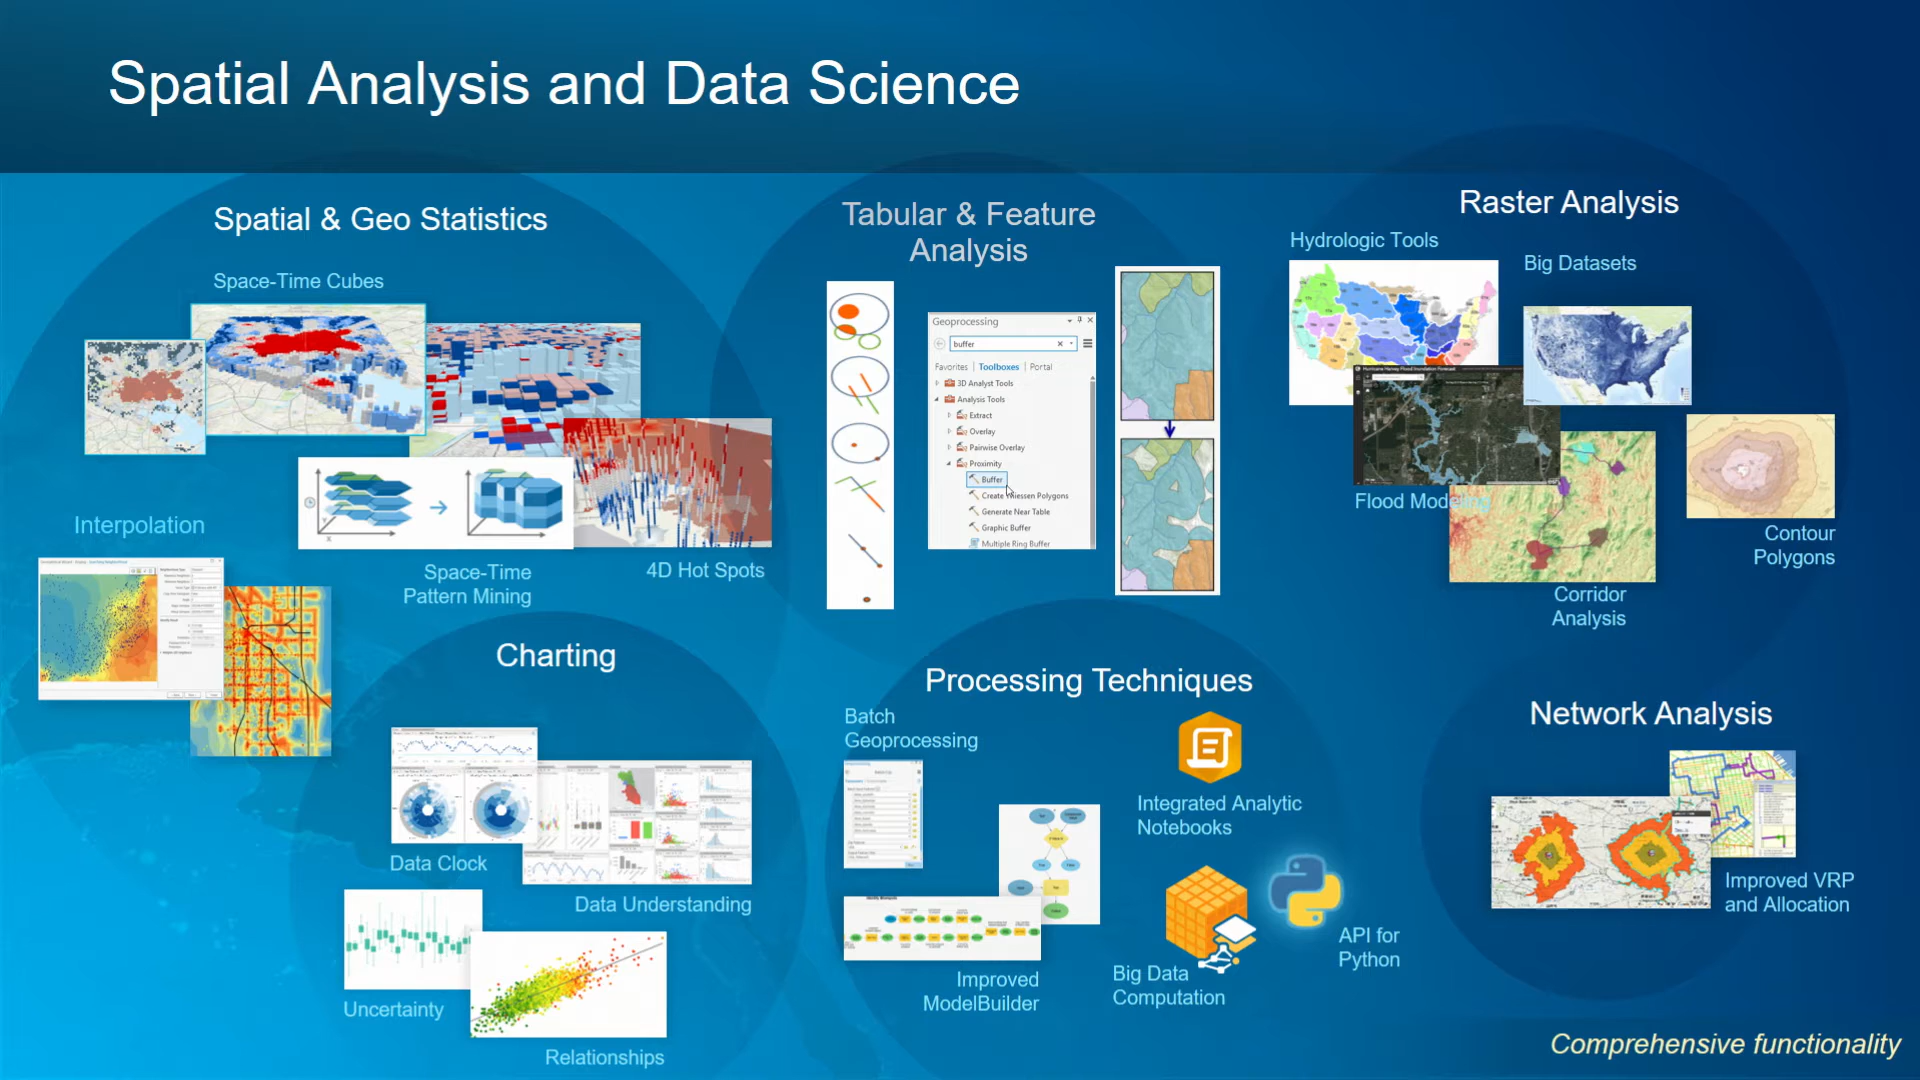 Spatial Analysis and Data Science
Spatial & Geo Statistics
Space-Time Cubes
Interpolation
Space-Time
Pattern Mining
4D Hot Spots
Tabular & Feature
Analysis
Geoprocessing
buffer
Favorites | Toolboxes | Portal
3D Analyst Tools
Analysis Tools
Extract
Overlay
Pairwise Overlay
Proximity
Buffer
Create Thiessen Polygons
Generate Near Table
Graphic Buffer
Multiple Ring Buffer
Raster Analysis
Hydrologic Tools
Big Datasets
Flood Modeling
Contour
Polygons
Corridor
Analysis
Charting
Data Clock
Data Understanding
Uncertainty
Relationships
Processing Techniques
Batch
Geoprocessing
Integrated Analytic
Notebooks
Improved
ModelBuilder
Big Data
Computation
API for
Python
Network Analysis
Improved VRP
and Allocation
Comprehensive functionality